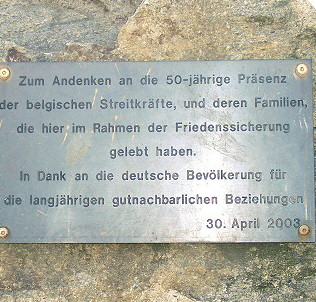 Zum Andenken an die 50-jährige Präsenz
der belgischen Streitkräfte, und deren Familien,
die hier im Rahmen der Friedenssicherung
gelebt haben.
In Dank an die deutsche Bevölkerung für
die langjährigen gutnachbarlichen Beziehungen
30. April 2003